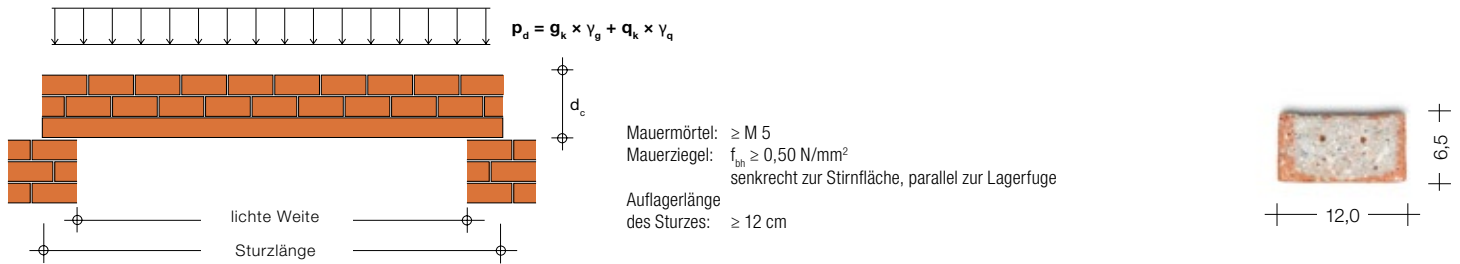 p_d = g_k × γ_g + q_k × γ_q
d_c
Mauermörtel: ≥ M 5
Mauerziegel: f_bh ≥ 0,50 N/mm²
senkrecht zur Stirnfläche, parallel zur Lagerfuge
Auflagerlänge
des Sturzes: ≥ 12 cm
lichte Weite
Sturzlänge
6,5
12,0